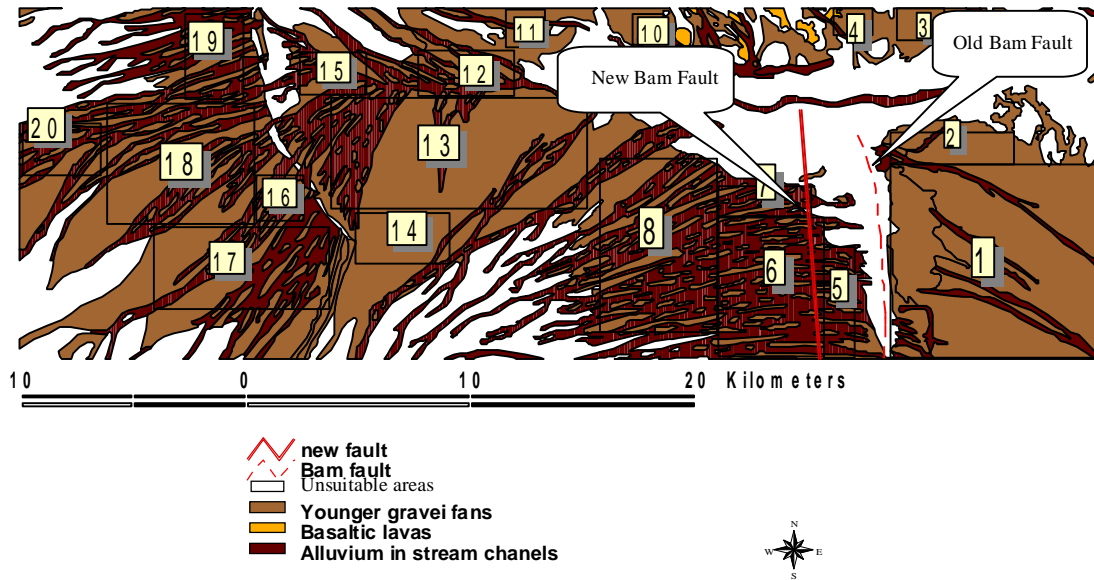 19
11
10
4
3
Old Bam Fault
15
12
New Bam Fault
20
18
13
2
16
7
14
8
17
6
5
1
10 0 10 20 Kilometers
new fault
Bam fault
Unsuitable areas
Younger gravei fans
Basaltic lavas
Alluvium in stream chanels
N
W E
S